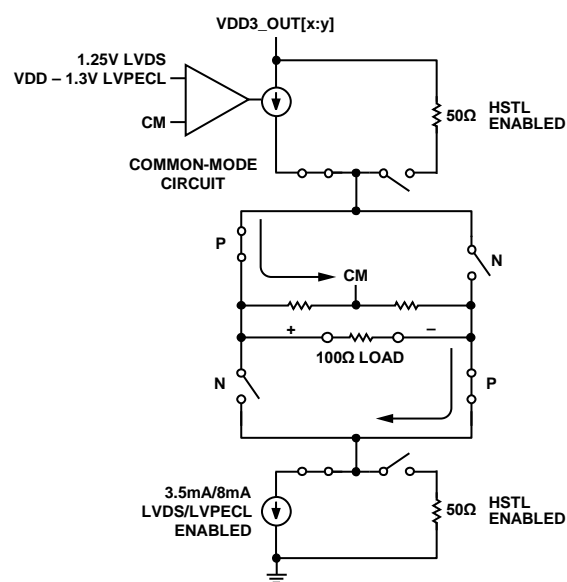 VDD3_OUT[x:y]
1.25V LVDS
VDD – 1.3V LVPECL
CM
COMMON-MODE
CIRCUIT
50Ω
HSTL
ENABLED
P
N
CM
+
–
100Ω LOAD
N
P
3.5mA/8mA
LVDS/LVPECL
ENABLED
50Ω
HSTL
ENABLED